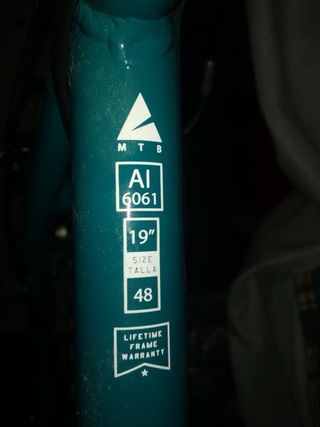 MTB
Al
6061
19"
SIZE
TALLA
48
LIFETIME
FRAME
WARRANTY